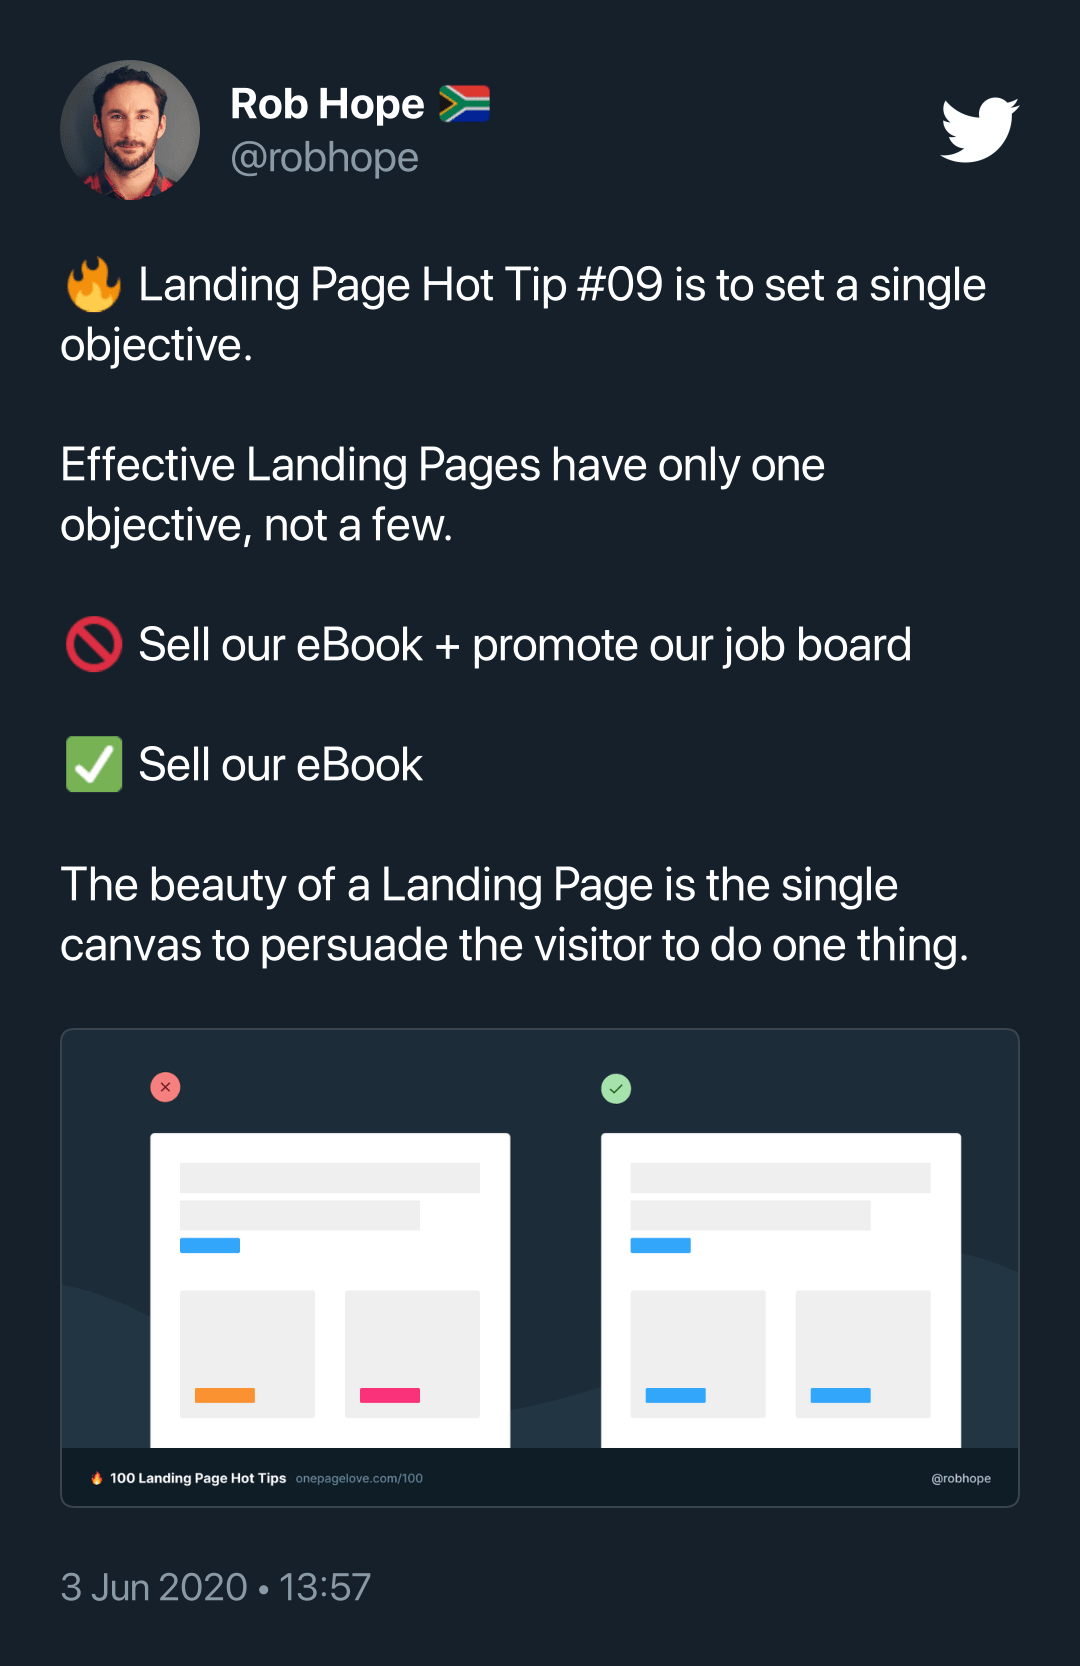 Rob Hope 🇿🇦
@robhope
🔥 Landing Page Hot Tip #09 is to set a single
objective.
Effective Landing Pages have only one
objective, not a few.
🚫 Sell our eBook + promote our job board
✅ Sell our eBook
The beauty of a Landing Page is the single
canvas to persuade the visitor to do one thing.
🔥 100 Landing Page Hot Tips onepagelove.com/100
@robhope
3 Jun 2020 • 13:57